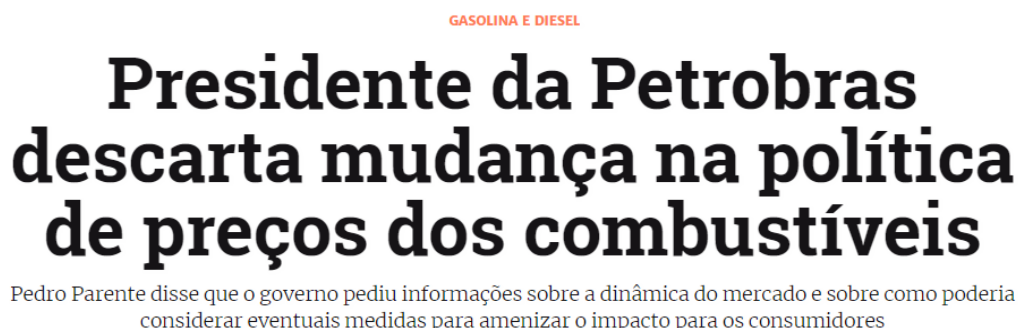 GASOLINA E DIESEL
Presidente da Petrobras
descarta mudança na política
de preços dos combustíveis
Pedro Parente disse que o governo pediu informações sobre a dinâmica do mercado e sobre como poderia
considerar eventuais medidas para amenizar o impacto para os consumidores